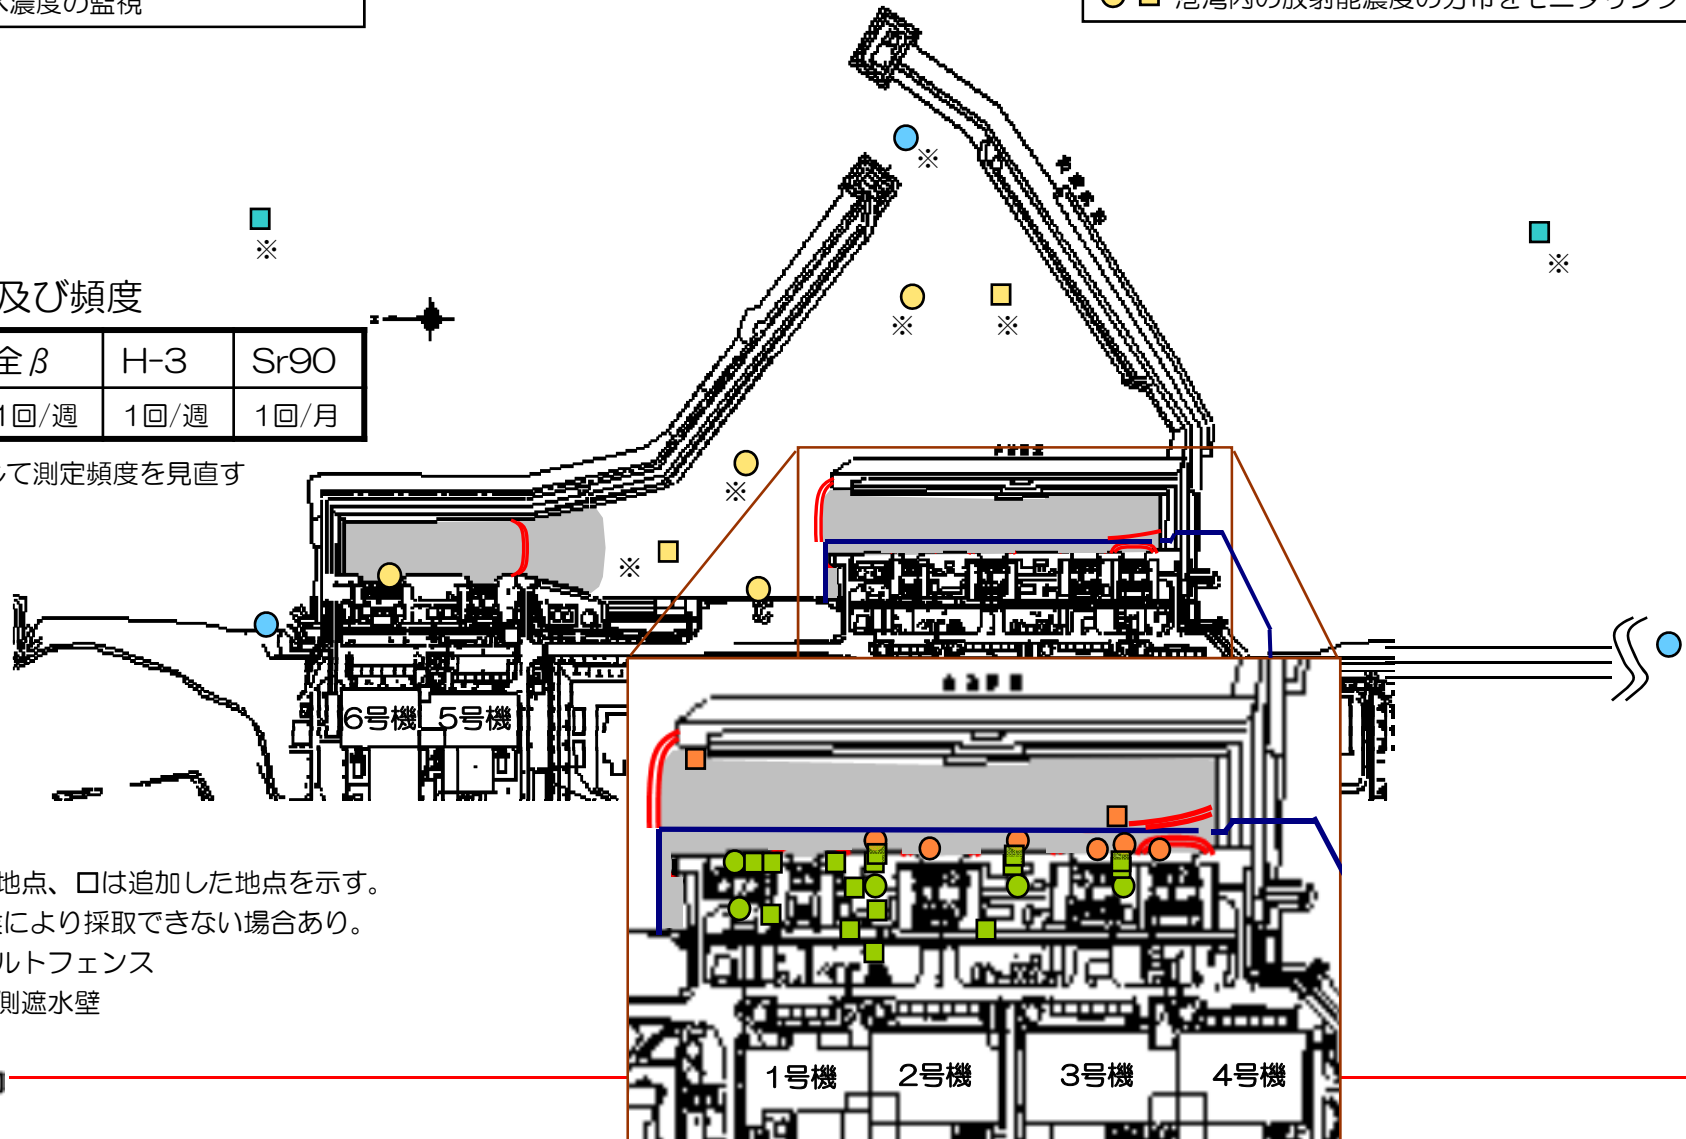 水濃度の監視
港湾内の放射能濃度の分布をモニタリング
※
※
※
※
※
及び頻度
全β H-3 Sr90
1回/週 1回/週 1回/月
して測定頻度を見直す
※
※
6号機 5号機
地点、□は追加した地点を示す。
により採取できない場合あり。
ルトフェンス
側遮水壁
1号機 2号機 3号機 4号機